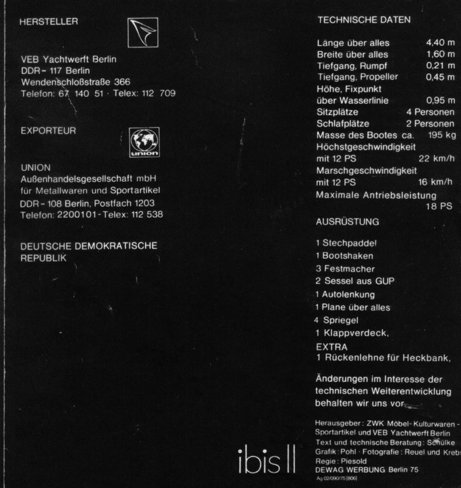 HERSTELLER
VEB Yachtwerft Berlin
DDR - 117 Berlin
Wendenschloßstraße 366
Telefon: 67 140 51 · Telex: 112 709
EXPORTEUR
union
UNION
Außenhandelsgesellschaft mbH
für Metallwaren und Sportartikel
DDR - 108 Berlin, Postfach 1203
Telefon: 2200101 - Telex: 112 538
DEUTSCHE DEMOKRATISCHE
REPUBLIK
TECHNISCHE DATEN
Länge über alles 4,40 m
Breite über alles 1,60 m
Tiefgang, Rumpf 0,21 m
Tiefgang, Propeller 0,45 m
Höhe, Fixpunkt
über Wasserlinie 0,95 m
Sitzplätze 4 Personen
Schlafplätze 2 Personen
Masse des Bootes ca. 195 kg
Höchstgeschwindigkeit
mit 12 PS 22 km/h
Marschgeschwindigkeit
mit 12 PS 16 km/h
Maximale Antriebsleistung
18 PS
AUSRÜSTUNG
1 Stechpaddel
1 Bootshaken
3 Festmacher
2 Sessel aus GUP
1 Autolenkung
1 Plane über alles
4 Spriegel
1 Klappverdeck,
EXTRA
1 Rückenlehne für Heckbank,
Änderungen im Interesse der
technischen Weiterentwicklung
behalten wir uns vor.
Herausgeber: ZWK Möbel- Kulturwaren -
Sportartikel und VEB Yachtwerft Berlin
Text und technische Beratung: Schülke
Grafik: Pohl · Fotografie: Reuel und Krebs
Regie: Piesold
DEWAG WERBUNG Berlin 75
ibis II